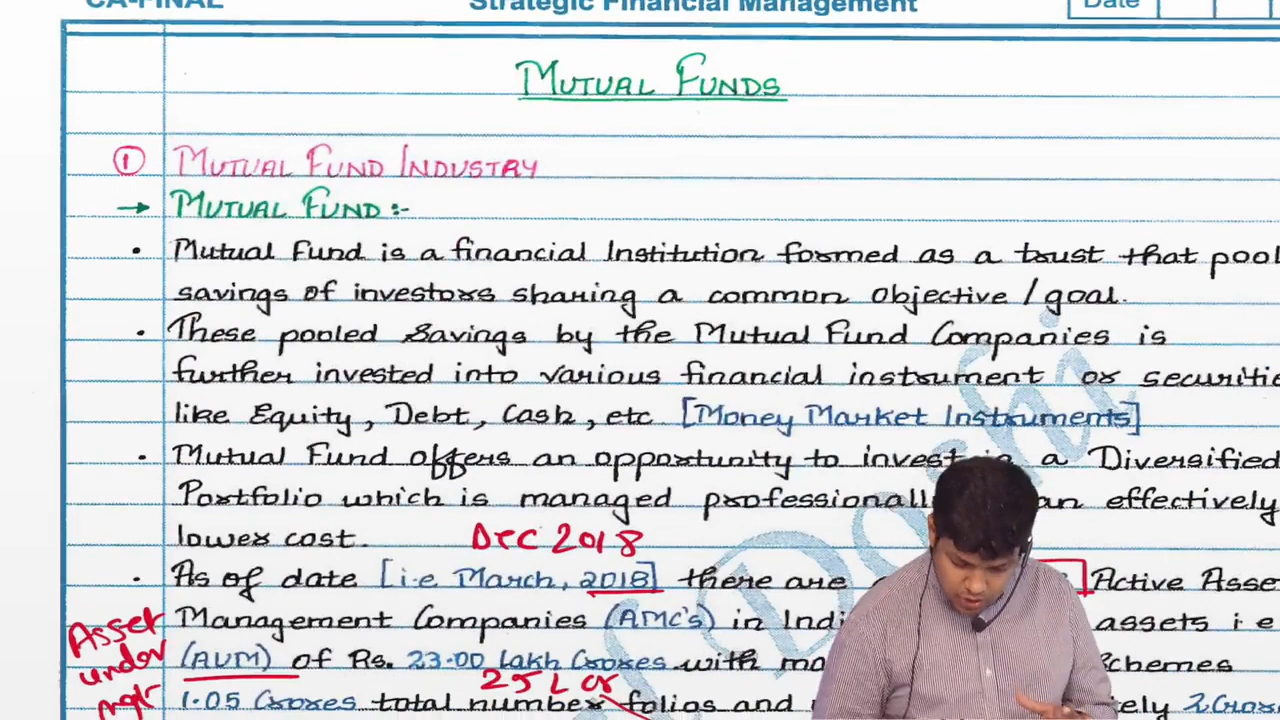 CA-FINAL Strategic Financial Management Date
MUTUAL FUNDS
① MUTUAL FUND INDUSTRY
→ MUTUAL FUND :-
• Mutual Fund is a financial Institution formed as a trust that pool
savings of investors sharing a common objective / goal.
• These pooled savings by the Mutual Fund Companies is
further invested into various financial instrument or securitie
like Equity, Debt, Cash, etc. [Money Market Instruments]
• Mutual Fund offers an opportunity to invest a Diversified
Portfolio which is managed professionall an effectively
lower cost.
Dec 2018
• As of date [i.e March, 2018] there are Active Asse
Management Companies (AMC's) in Indi assets i e
Asset under mgt
(AUM) of Rs. 23.00 Lakh Crores with mo schemes
25 L cr
1.05 Crores total number folios and tely 2 Cror